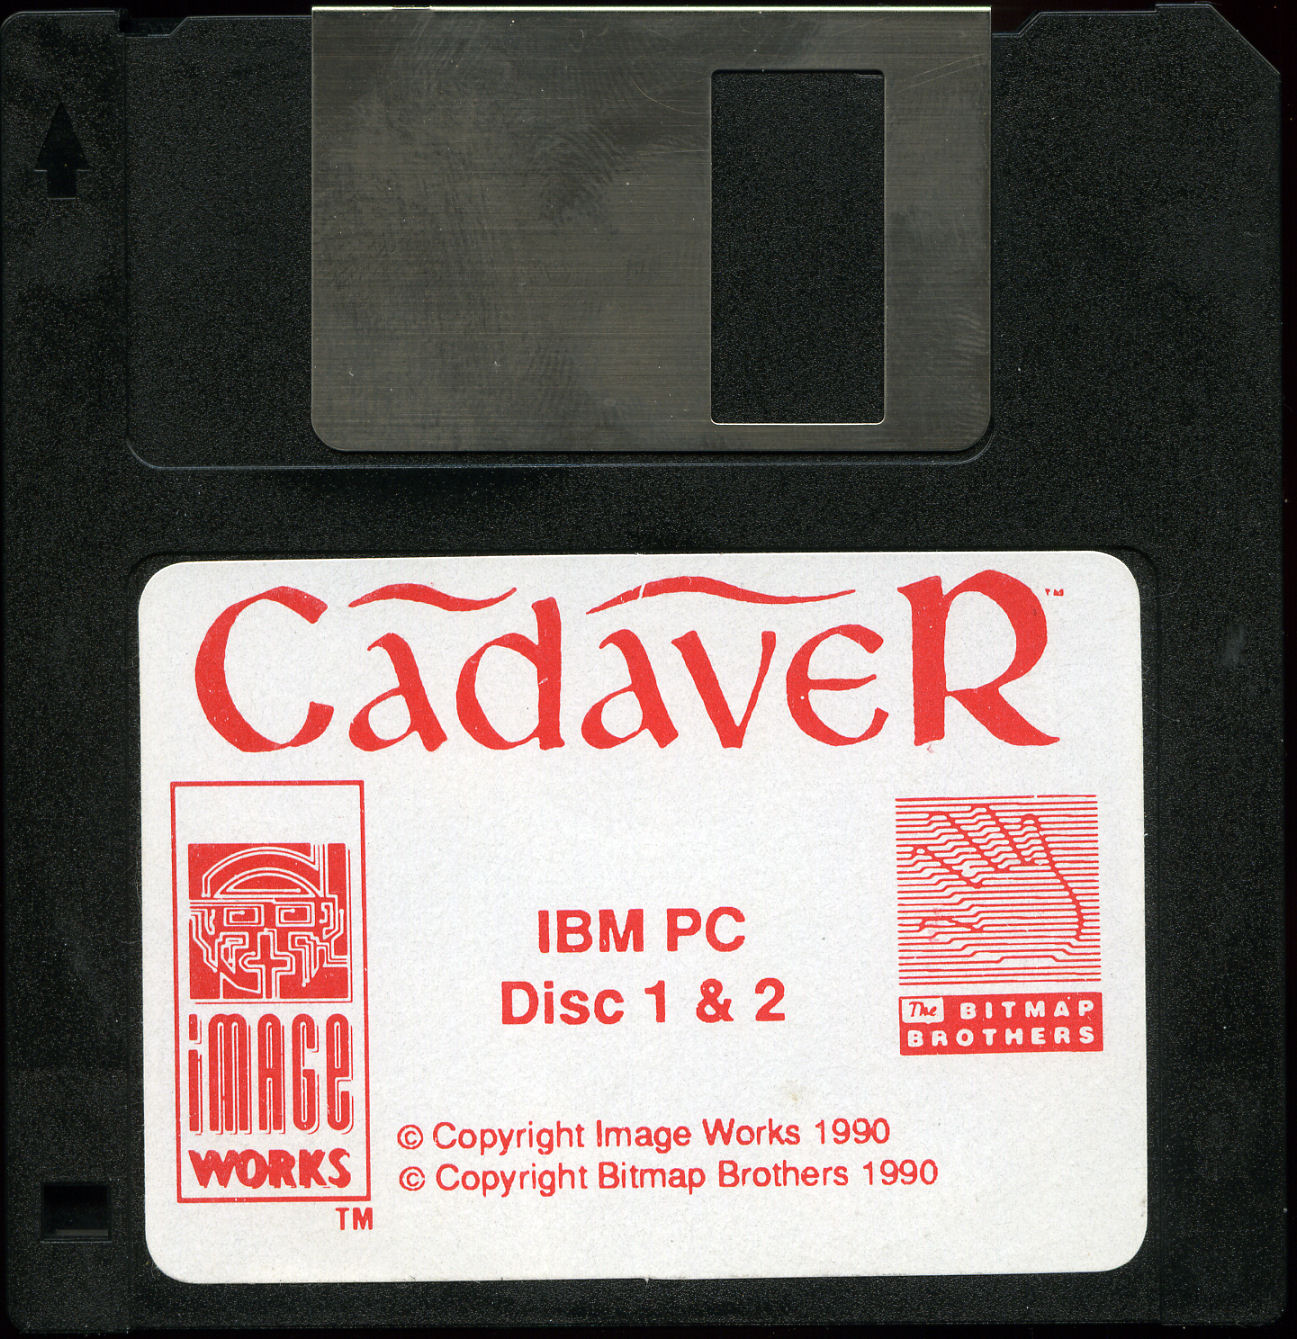 CadaveR™
IMAGE
WORKS
TM
IBM PC
Disc 1 & 2
The BITMAP
BROTHERS
© Copyright Image Works 1990
© Copyright Bitmap Brothers 1990